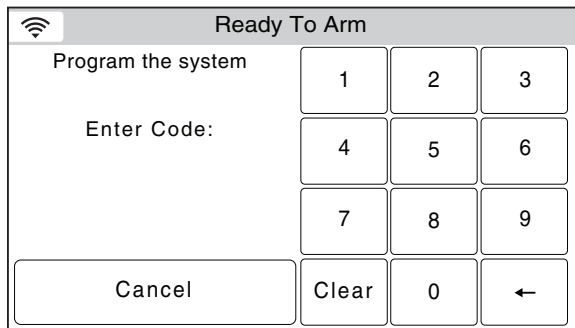 Ready To Arm
Program the system
Enter Code:
1 2 3
4 5 6
7 8 9
Cancel Clear 0 ←